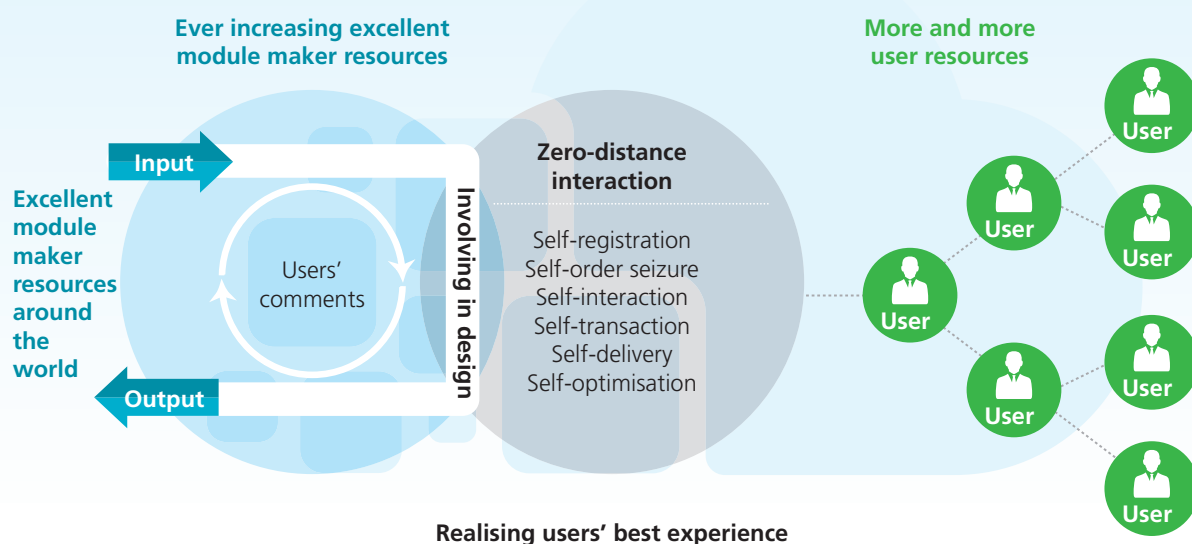 Ever increasing excellent
module maker resources
More and more
user resources
Input
Excellent
module
maker
resources
around
the
world
Output
Users'
comments
Involving in design
Zero-distance
interaction
Self-registration
Self-order seizure
Self-interaction
Self-transaction
Self-delivery
Self-optimisation
User
User
User
User
User
User
User
Realising users' best experience